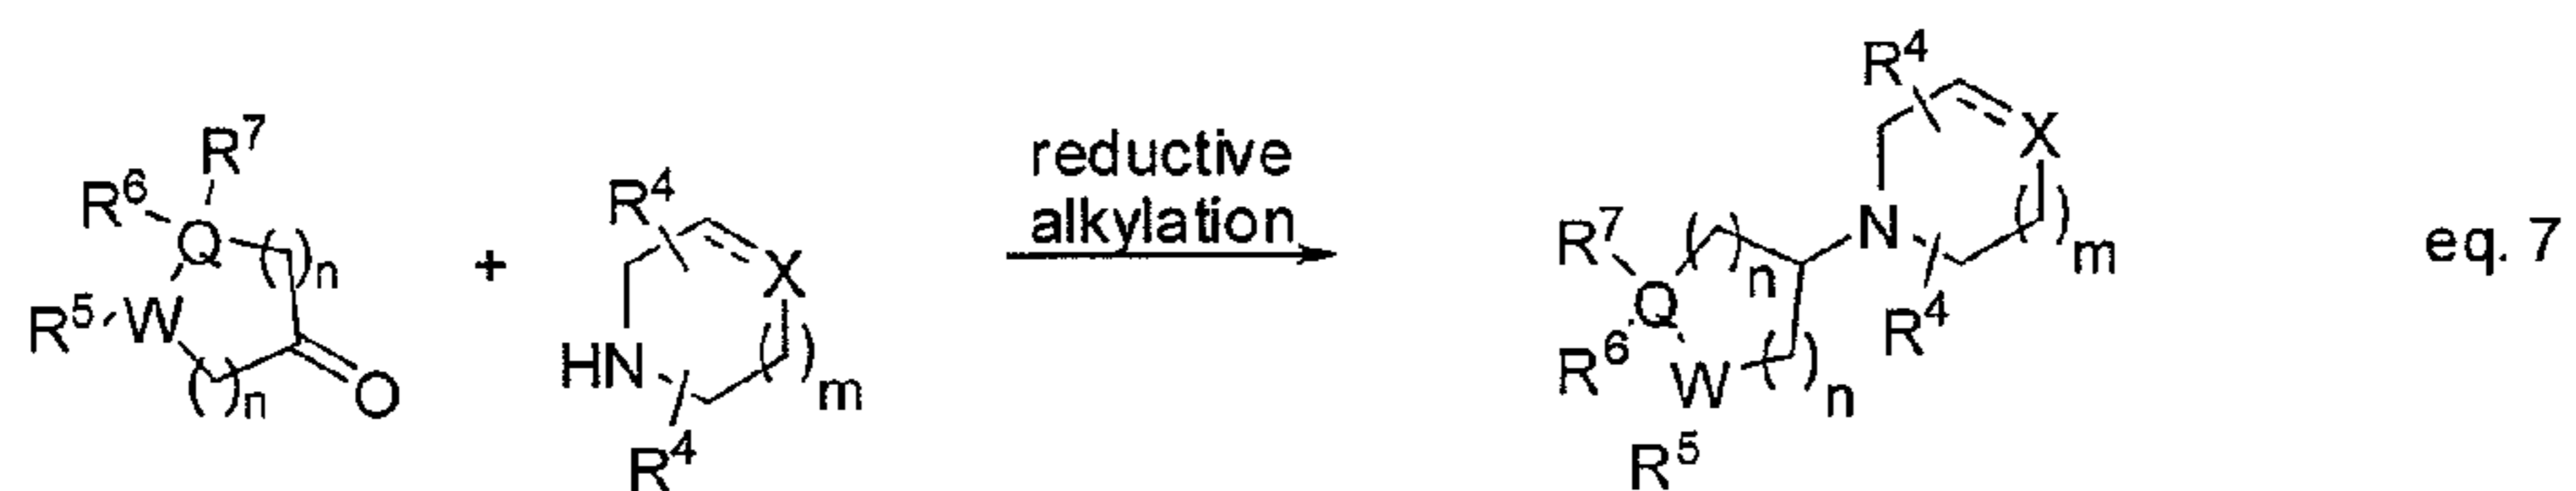 R⁷
R⁶
Q
( )n
R⁵
W
( )n
O
+
R⁴
X
HN
( )m
R⁴
reductive
alkylation
R⁴
X
N
( )m
R⁷
( )n
Q
R⁶
R⁴
W
( )n
R⁵
eq. 7